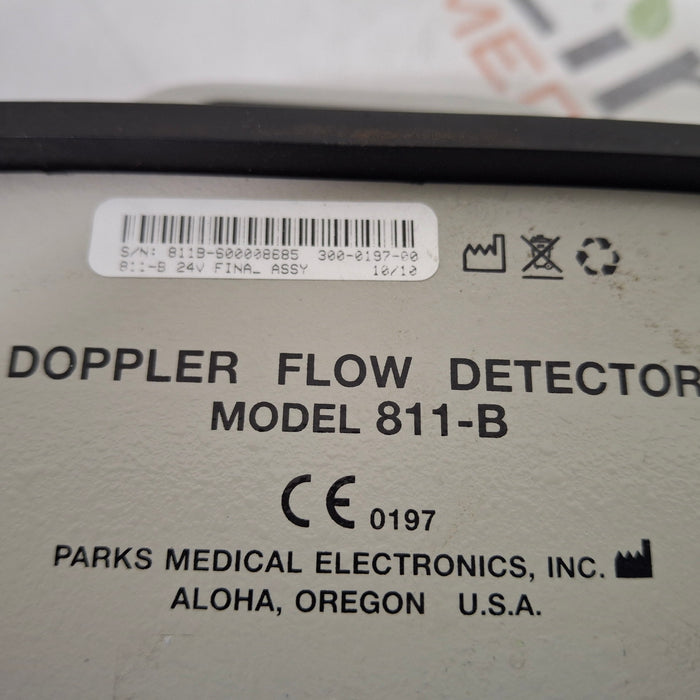 S/N: 811B-S00008685 300-0197-00
811-B 24V FINAL ASSY 10/10
DOPPLER FLOW DETECTOR
MODEL 811-B
CE 0197
PARKS MEDICAL ELECTRONICS, INC.
ALOHA, OREGON U.S.A.